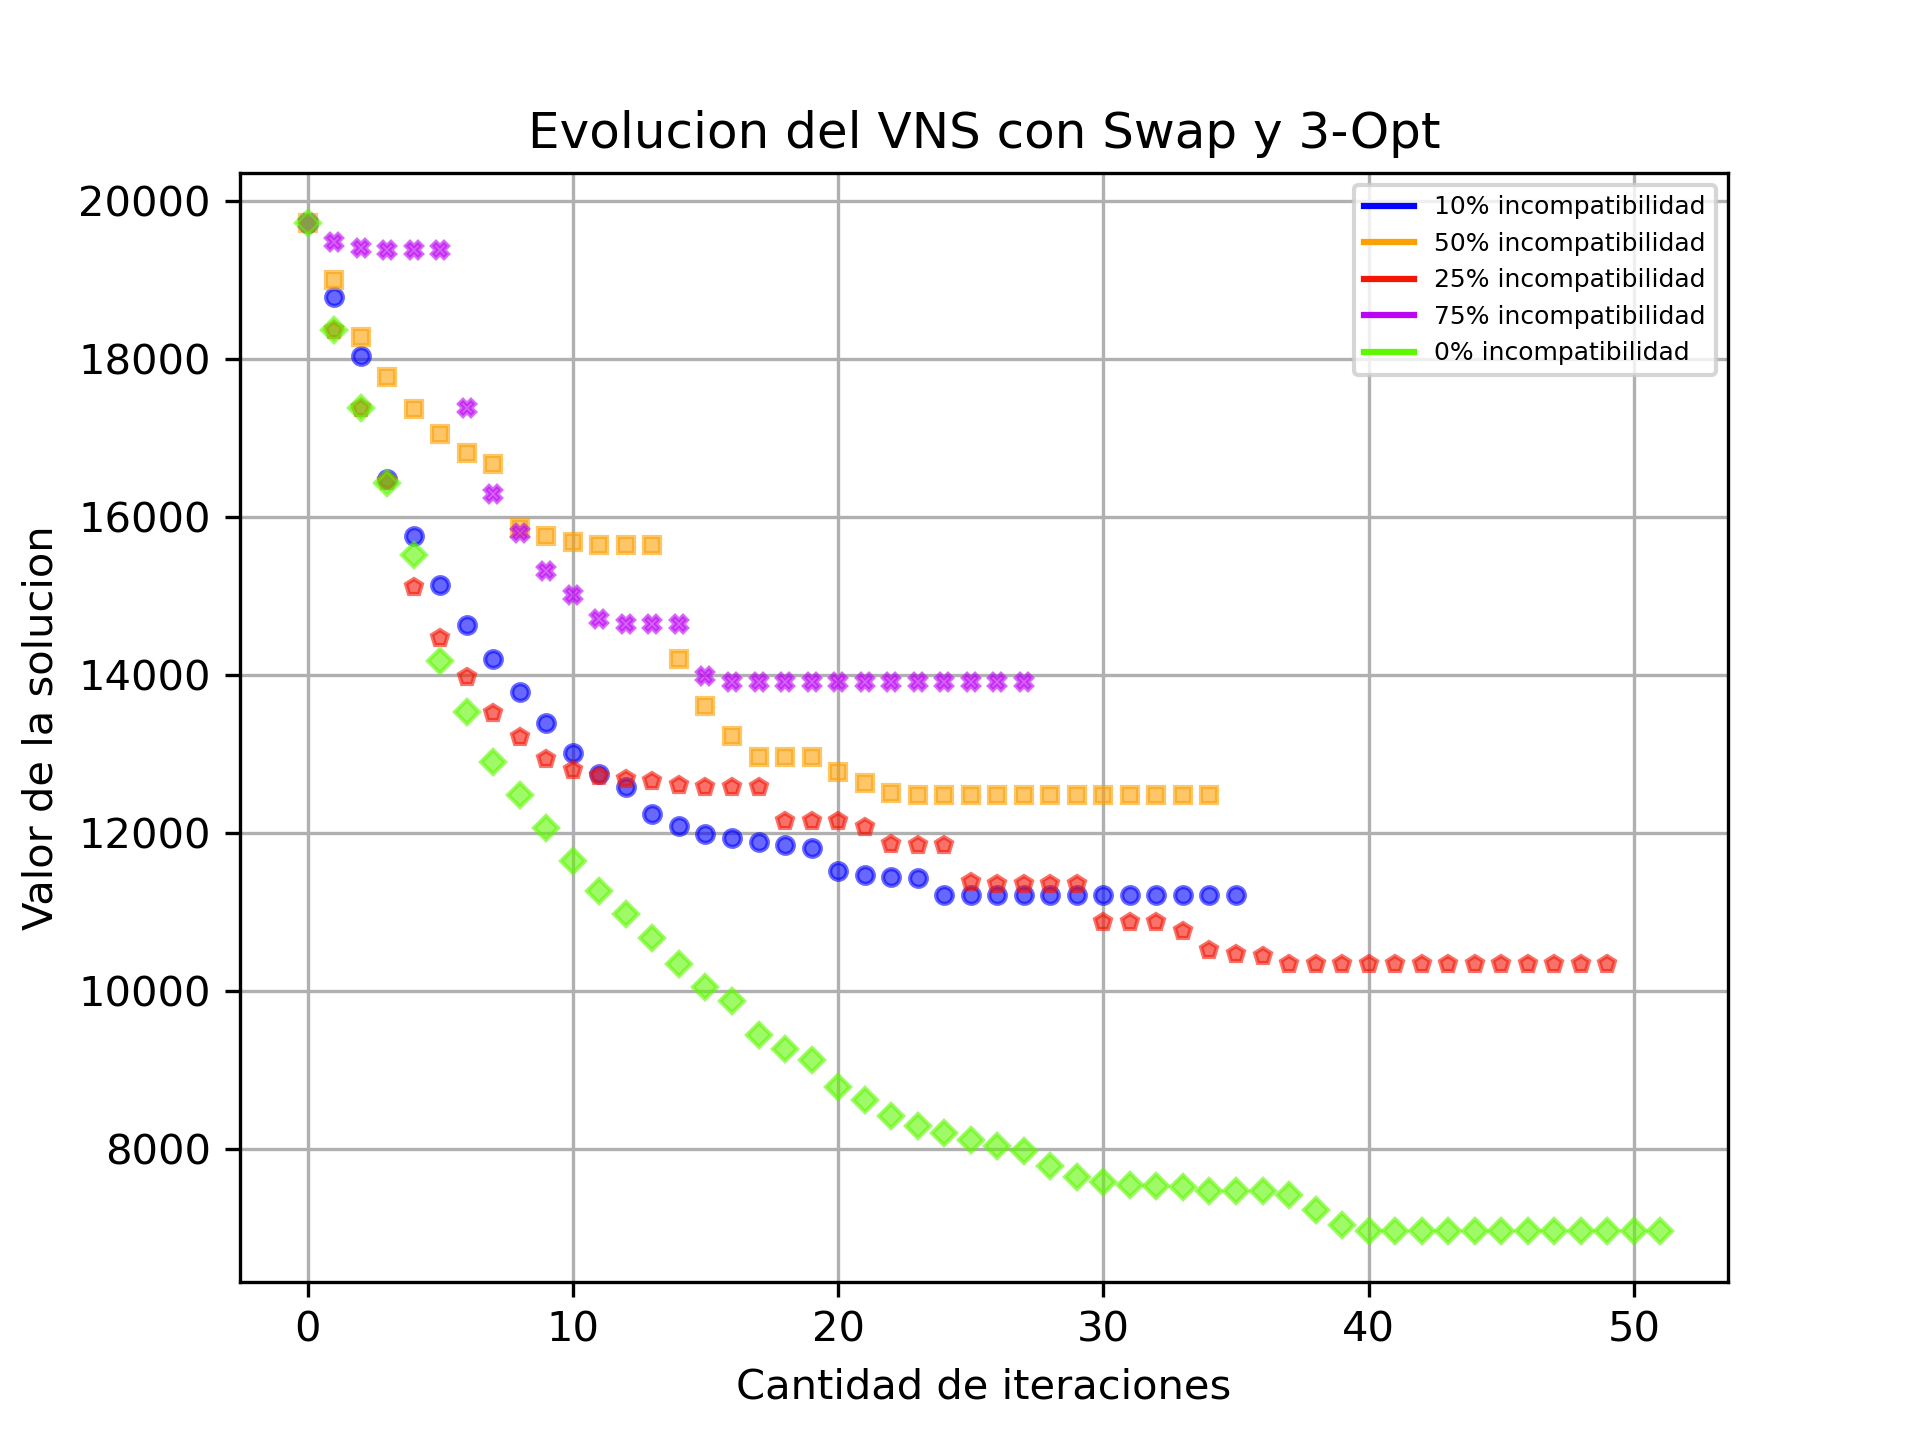 Evolucion del VNS con Swap y 3-Opt
20000
18000
16000
14000
12000
10000
8000
Valor de la solucion
10% incompatibilidad
50% incompatibilidad
25% incompatibilidad
75% incompatibilidad
0% incompatibilidad
0 10 20 30 40 50
Cantidad de iteraciones